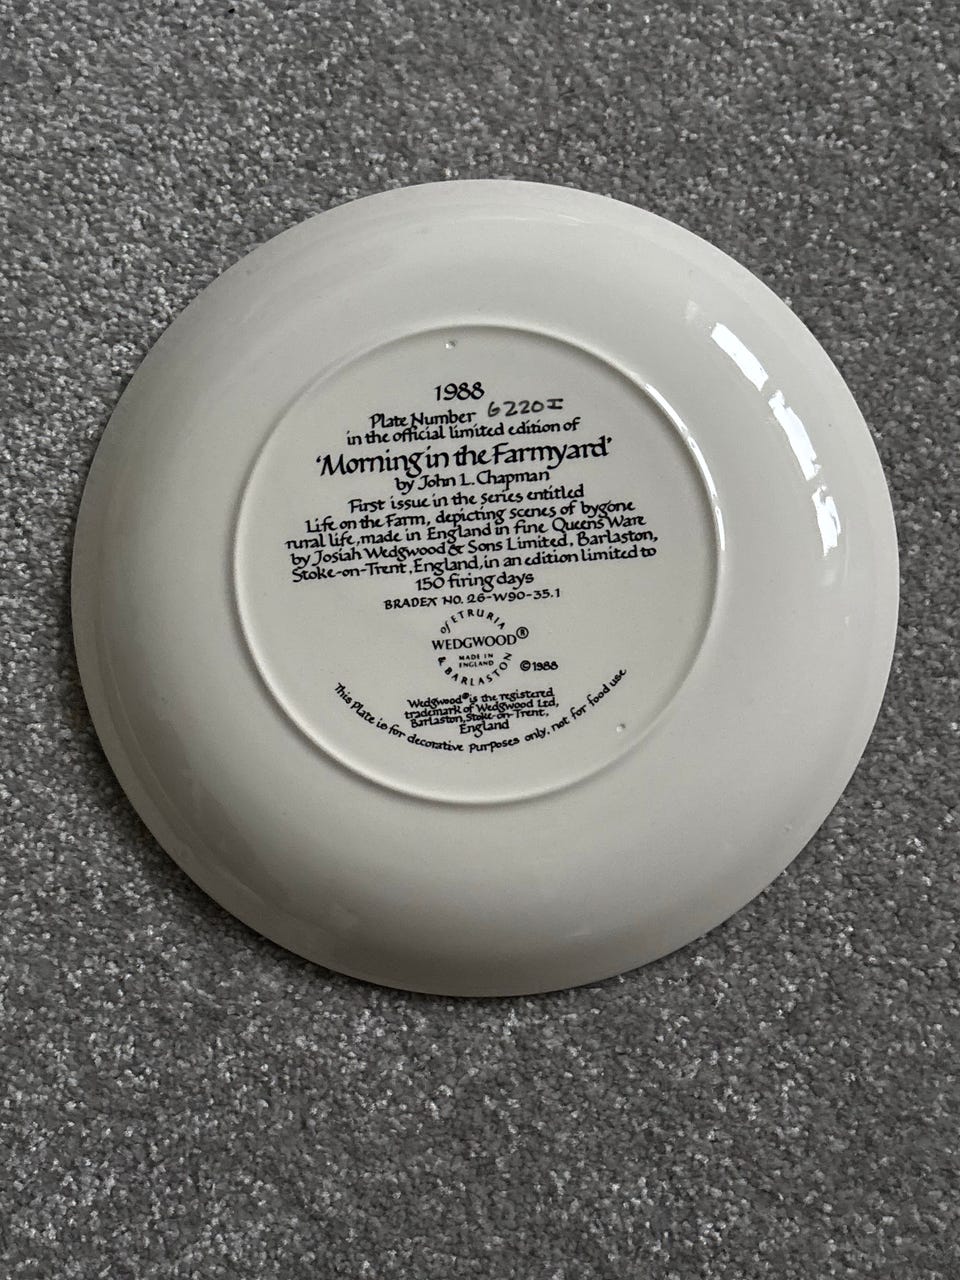 1988
Plate Number 6220I
in the official limited edition of
'Morning in the Farmyard'
by John L. Chapman
First issue in the series entitled
Life on the Farm, depicting scenes of bygone
rural life, made in England in fine Queens Ware
by Josiah Wedgwood & Sons Limited, Barlaston,
Stoke-on-Trent, England, in an edition limited to
150 firing days
BRADEX NO. 26-W90-35.1
of ETRURIA
WEDGWOOD®
MADE IN
ENGLAND
& BARLASTON
©1988
Wedgwood® is the registered
trademark of Wedgwood Ltd,
Barlaston, Stoke-on-Trent,
England
This Plate is for decorative purposes only, not for food use